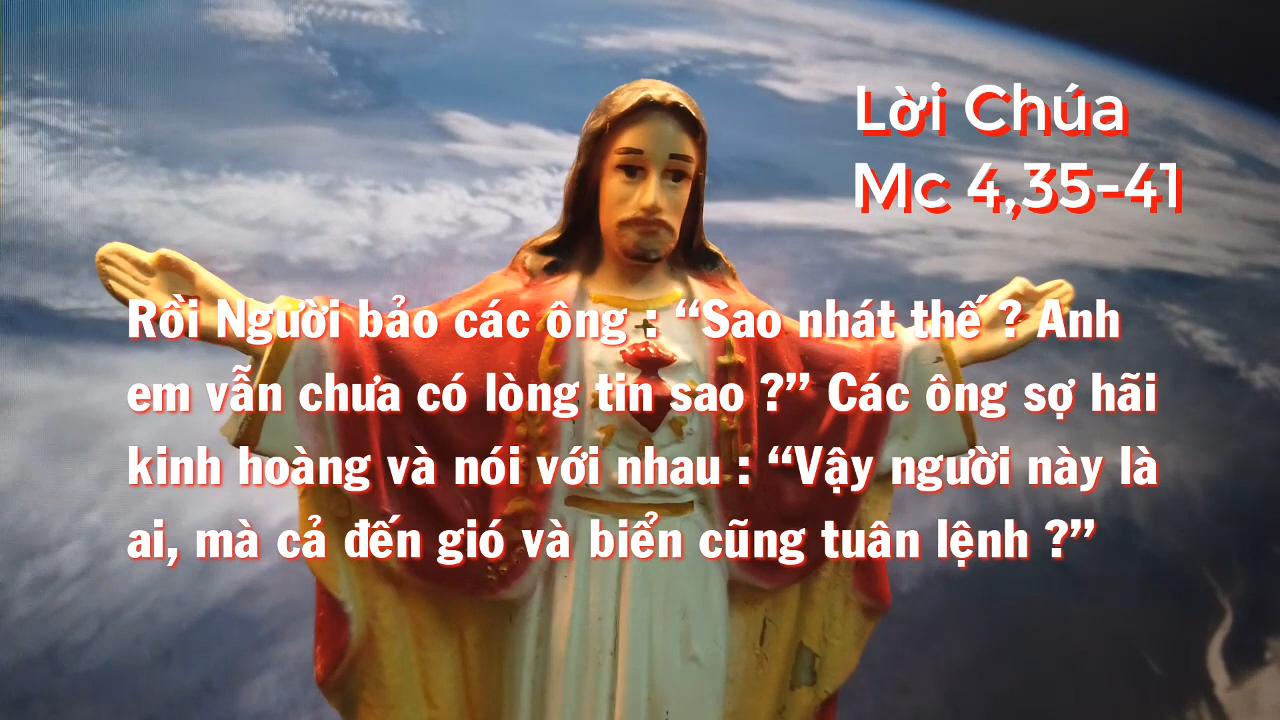 Lời Chúa
Mc 4,35-41
Rồi Người bảo các ông : “Sao nhát thế ? Anh
em vẫn chưa có lòng tin sao ?” Các ông sợ hãi
kinh hoàng và nói với nhau : “Vậy người này là
ai, mà cả đến gió và biển cũng tuân lệnh ?”